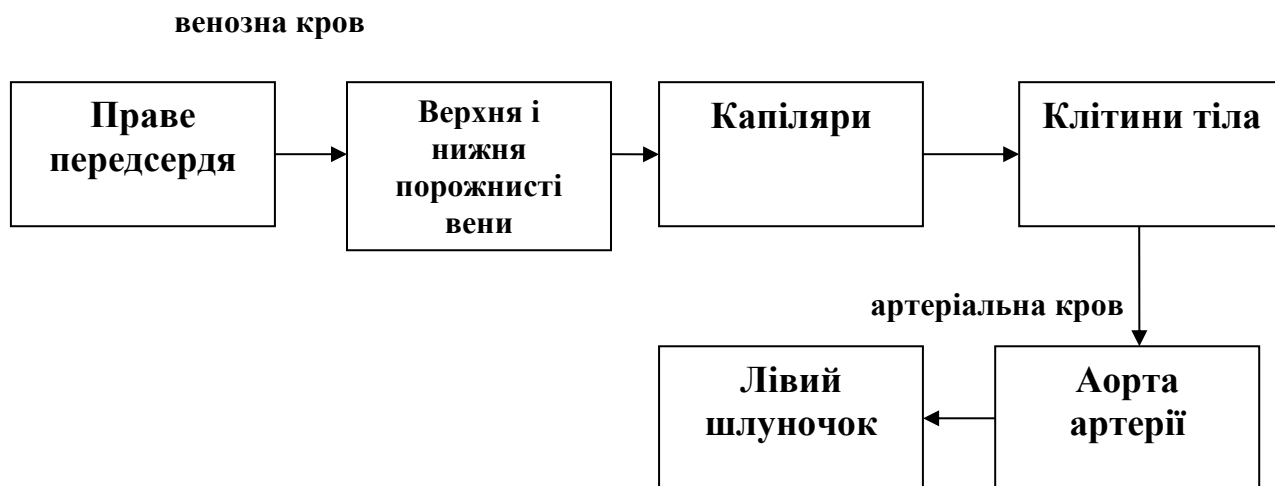 венозна кров
Праве
передсердя
Верхня і
нижня
порожнисті
вени
Капіляри
Клітини тіла
артеріальна кров
Лівий
шлуночок
Аорта
артерії